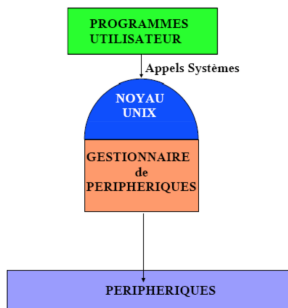 PROGRAMMES
UTILISATEUR
Appels Systèmes
NOYAU
UNIX
GESTIONNAIRE
de
PERIPHERIQUES
PERIPHERIQUES